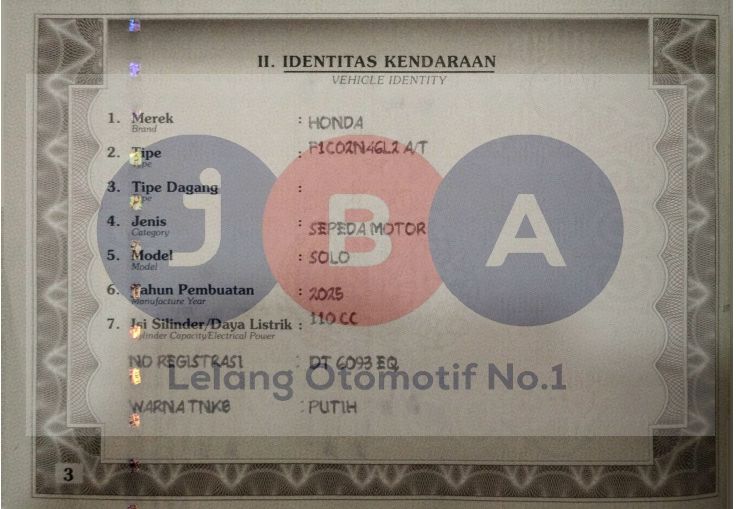 II. IDENTITAS KENDARAAN
VEHICLE IDENTITY
1. Merek : HONDA
Brand
2. Tipe : F1C02N46L2 A/T
Type
3. Tipe Dagang :
Type
4. Jenis : SEPEDA MOTOR
Category
5. Model : SOLO
Model
6. Tahun Pembuatan : 2025
Manufacture Year
7. Isi Silinder/Daya Listrik : 110 CC
Cylinder Capacity/Electrical Power
NO REGISTRASI : DT 6093 EQ
WARNA TNKB : PUTIH
3
JBA
Lelang Otomotif No.1